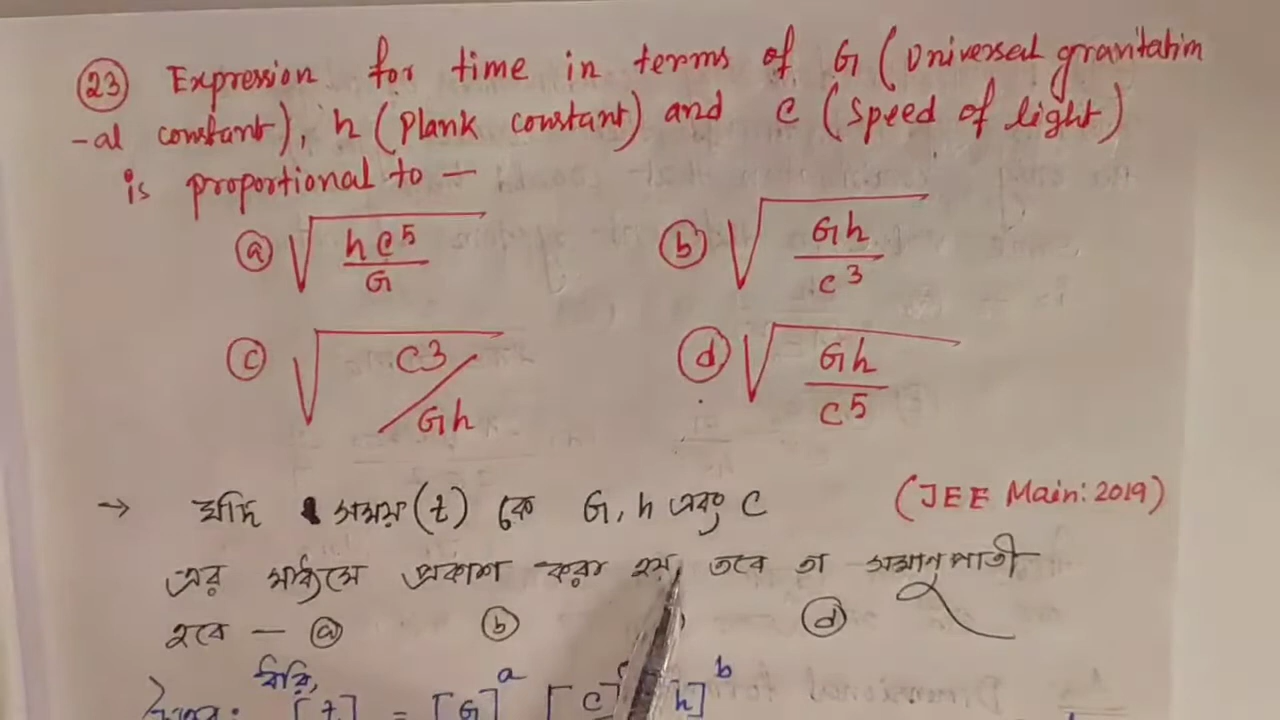 (23) Expression for time in terms of G (Universal gravitation
-al constant), h (Plank constant) and c (speed of light)
is proportional to —
(a) √(hc⁵/G) (b) √(Gh/c³)
(c) √(c3/Gh) (d) √(Gh/c⁵)
→ যদি সময়(t) কে G, h এবং c (JEE Main: 2019)
এর মাধ্যমে প্রকাশ করা হয়, তবে তা সমানুপাতী
হবে — (a) (b) (d)
ধরি,
[t] = [G]ᵃ [c] [h]ᵇ